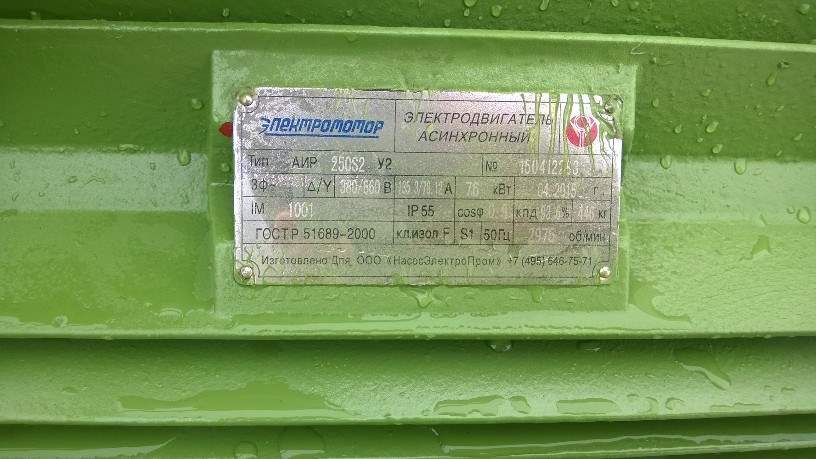 ЭЛЕКТРОМОТОР
ЭЛЕКТРОДВИГАТЕЛЬ
АСИНХРОННЫЙ
Тип АИР 250S2 У2 №
3ф~ Δ/Y 380/660 В А 76 кВт 04.2015 г
IM 1001 IP 55 cosφ кпд % кг
ГОСТ Р 51689-2000 кл.изол F S1 50Гц об/мин
Изготовлено Для ООО «НасосЭлектроПром» +7 (495) 646-75-71